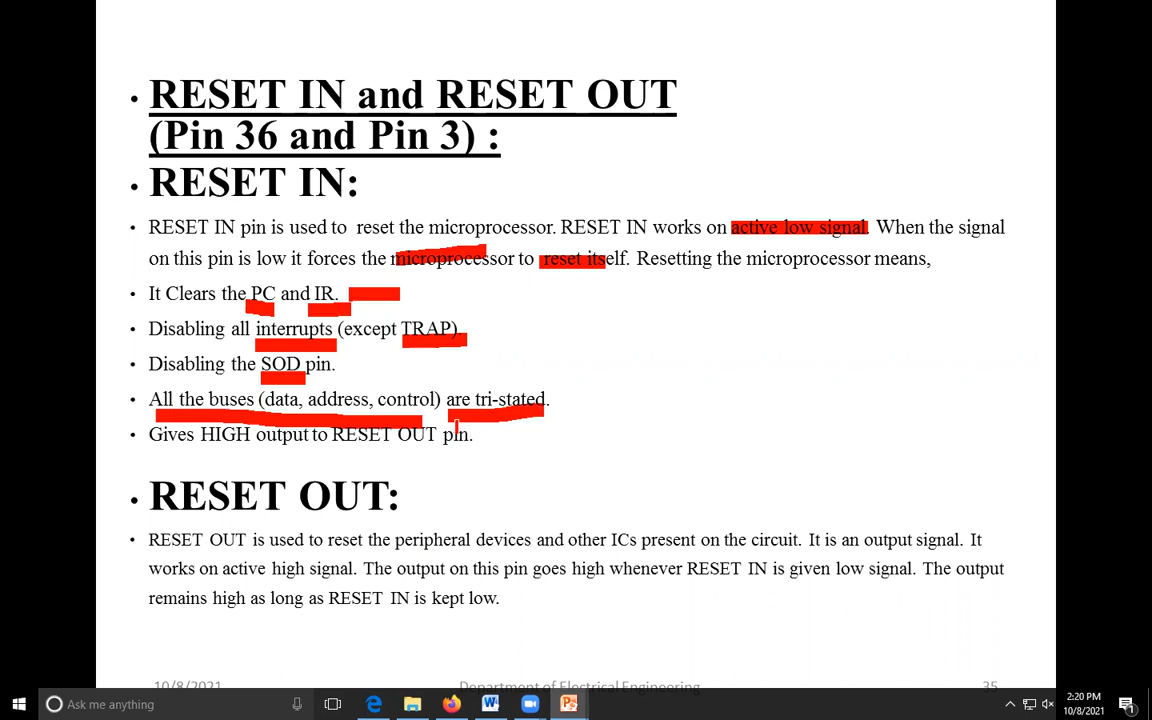 • RESET IN and RESET OUT
(Pin 36 and Pin 3) :
• RESET IN:
• RESET IN pin is used to reset the microprocessor. RESET IN works on active low signal. When the signal
on this pin is low it forces the microprocessor to reset itself. Resetting the microprocessor means,
• It Clears the PC and IR.
• Disabling all interrupts (except TRAP).
• Disabling the SOD pin.
• All the buses (data, address, control) are tri-stated.
• Gives HIGH output to RESET OUT pin.
• RESET OUT:
• RESET OUT is used to reset the peripheral devices and other ICs present on the circuit. It is an output signal. It
works on active high signal. The output on this pin goes high whenever RESET IN is given low signal. The output
remains high as long as RESET IN is kept low.
10/8/2021 Department of Electrical Engineering 35
Ask me anything
2:20 PM
10/8/2021
1